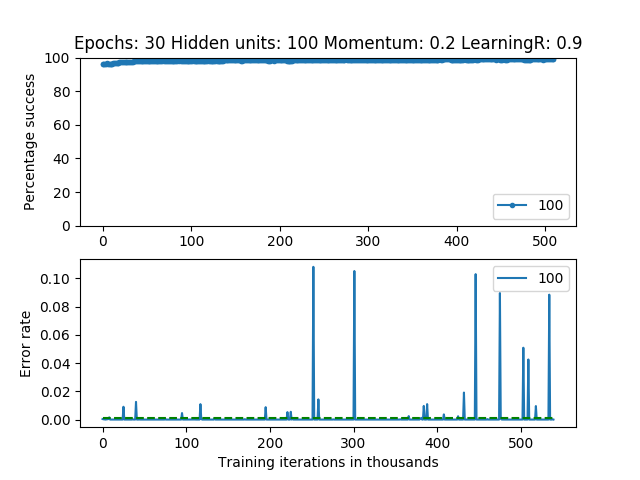 Epochs: 30 Hidden units: 100 Momentum: 0.2 LearningR: 0.9
100
80
60
40
20
0
Percentage success
100
0 100 200 300 400 500
0.10
0.08
0.06
0.04
0.02
0.00
Error rate
100
0 100 200 300 400 500
Training iterations in thousands